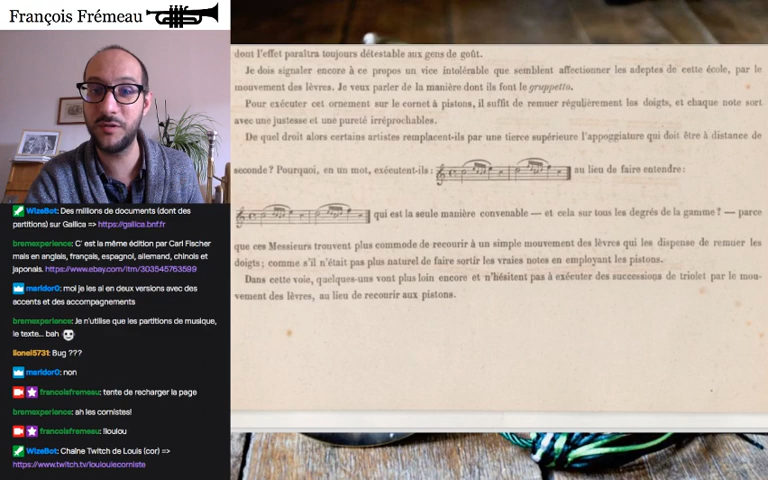 François Frémeau
dont l'effet paraîtra toujours détestable aux gens de goût.
Je dois signaler encore à ce propos un vice intolérable que semblent affectionner les adeptes de cette école, par le
mouvement des lèvres. Je veux parler de la manière dont ils font le gruppetto.
Pour exécuter cet ornement sur le cornet à pistons, il suffit de remuer régulièrement les doigts, et chaque note sort
avec une justesse et une pureté irréprochables.
De quel droit alors certains artistes remplacent-ils par une tierce supérieure l'appoggiature qui doit être à distance de
seconde? Pourquoi, en un mot, exécutent-ils: au lieu de faire entendre:
qui est la seule manière convenable — et cela sur tous les degrés de la gamme? — parce
que ces Messieurs trouvent plus commode de recourir à un simple mouvement des lèvres qui les dispense de remuer les
doigts; comme s'il n'était pas plus naturel de faire sortir les vraies notes en employant les pistons.
Dans cette voie, quelques-uns vont plus loin encore et n'hésitent pas à exécuter des successions de triolet par le mou-
vement des lèvres, au lieu de recourir aux pistons.
WizeBot: Des millions de documents (dont des
partitions) sur Gallica => https://gallica.bnf.fr
bremexperience: C' est la même édition par Carl Fischer
mais en anglais, français, espagnol, allemand, chinois et
japonais. https://www.ebay.com/itm/303545763599
maridor0: moi je les ai en deux versions avec des
accents et des accompagnements
bremexperience: Je n'utilise que les partitions de musique,
le texte... bah
lionel5731: Bug ???
maridor0: non
francoisfremeau: tente de recharger la page
bremexperience: ah les cornistes!
francoisfremeau: !loulou
WizeBot: Chaîne Twitch de Louis (cor) =>
https://www.twitch.tv/louloulecorniste